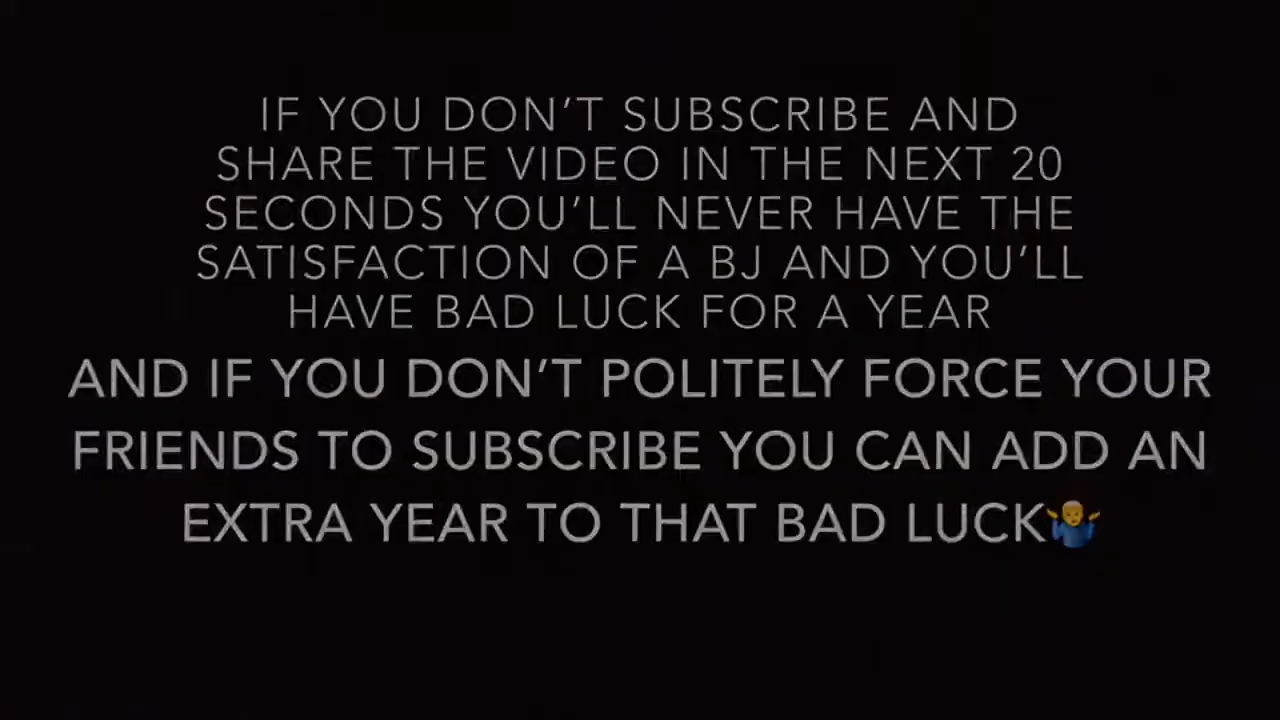 IF YOU DON'T SUBSCRIBE AND
SHARE THE VIDEO IN THE NEXT 20
SECONDS YOU'LL NEVER HAVE THE
SATISFACTION OF A BJ AND YOU'LL
HAVE BAD LUCK FOR A YEAR
AND IF YOU DON'T POLITELY FORCE YOUR
FRIENDS TO SUBSCRIBE YOU CAN ADD AN
EXTRA YEAR TO THAT BAD LUCK🤷‍♂️